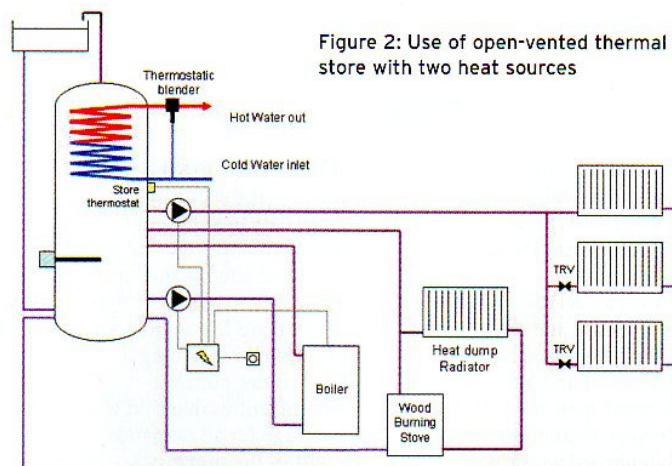 Figure 2: Use of open-vented thermal
store with two heat sources
Thermostatic
blender
Hot Water out
Cold Water inlet
Store
thermostat
TRV
TRV
Heat dump
Radiator
Boiler
Wood
Burning
Stove